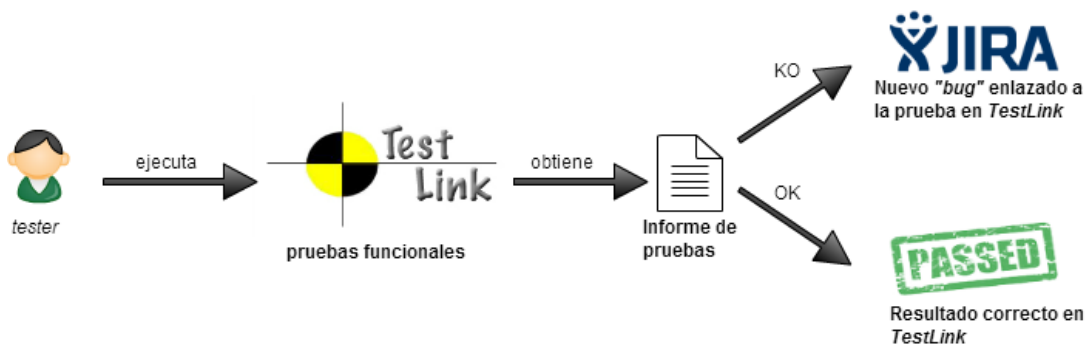 tester
ejecuta
Test
Link
pruebas funcionales
obtiene
Informe de
pruebas
KO
JIRA
Nuevo "bug" enlazado a
la prueba en TestLink
OK
PASSED
Resultado correcto en
TestLink